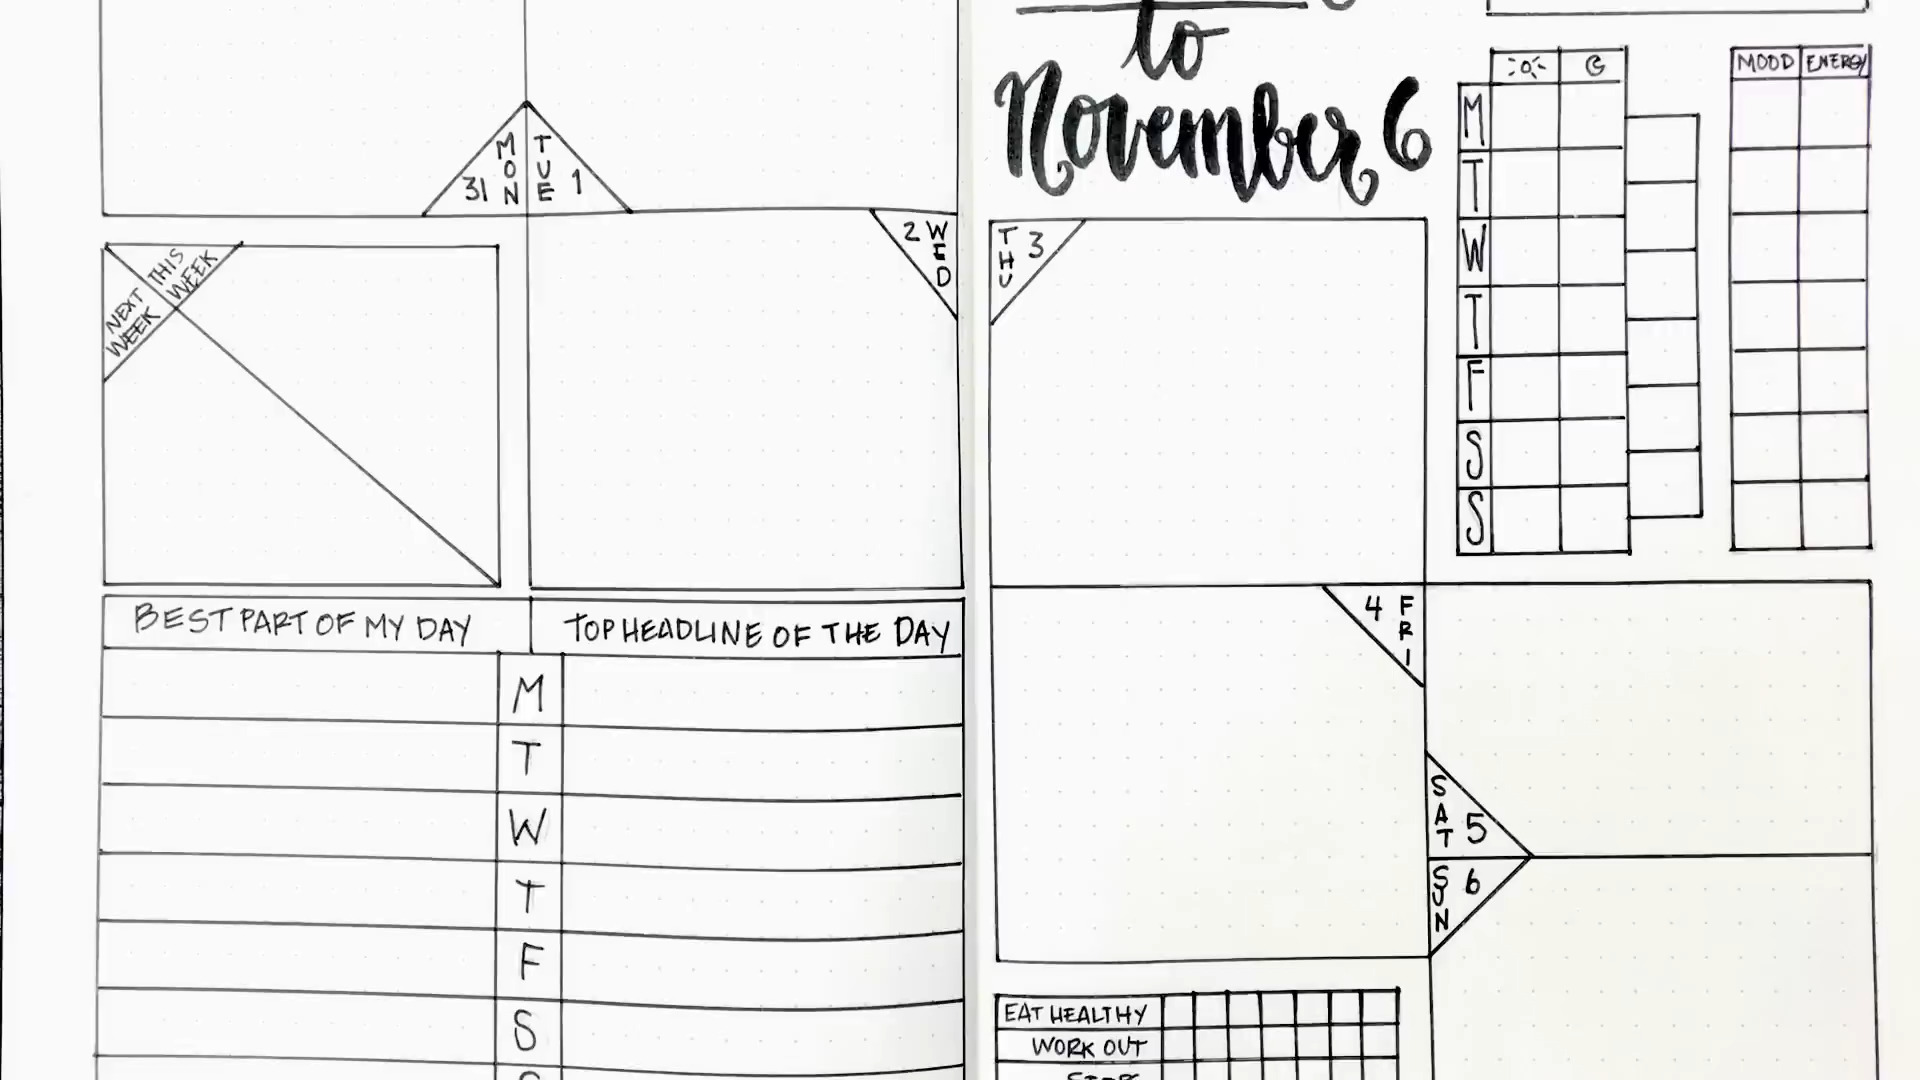 to
November 6
MON 31
TUE 1
2 WED
THIS WEEK
NEXT WEEK
BEST PART OF MY DAY
TOP HEADLINE OF THE DAY
M
T
W
T
F
S
THU 3
4 FRI
SAT 5
SUN 6
MOOD ENERGY
M
T
W
T
F
S
S
EAT HEALTHY
WORK OUT